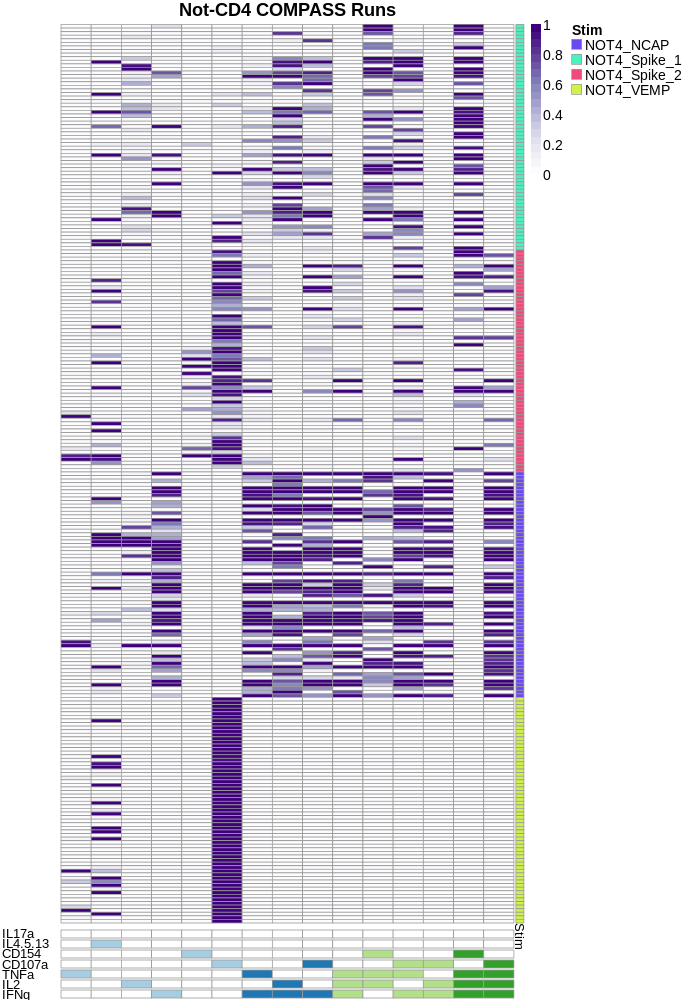 Not-CD4 COMPASS Runs
1
0.8
0.6
0.4
0.2
0
Stim
NOT4_NCAP
NOT4_Spike_1
NOT4_Spike_2
NOT4_VEMP
Stim
IL17a
IL4.5.13
CD154
CD107a
TNFa
IL2
IFNg